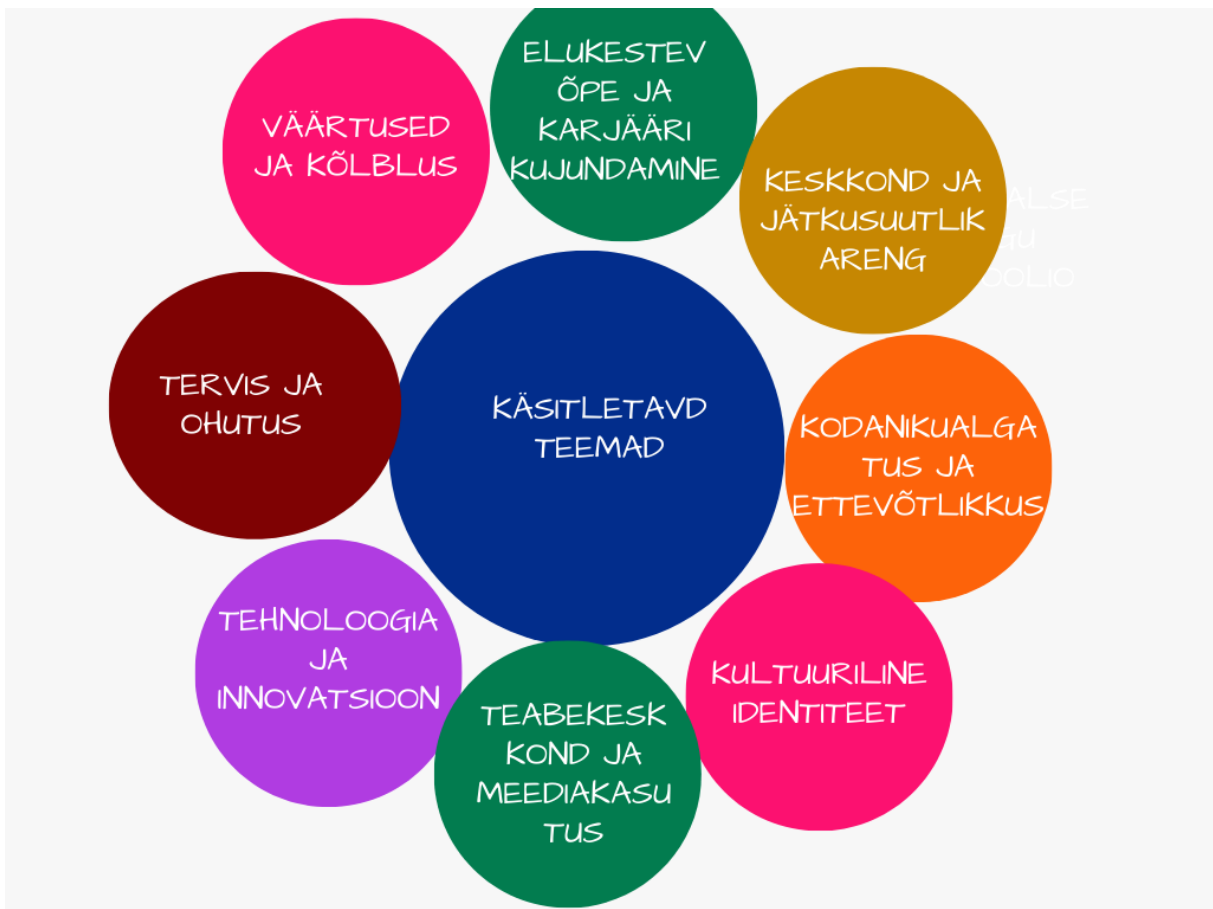 ELUKESTEV
ÕPE JA
KARJÄÄRI
KUJUNDAMINE
VÄÄRTUSED
JA KÕLBLUS
KESKKOND JA
JÄTKUSUUTLIK
ARENG
TERVIS JA
OHUTUS
KÄSITLETAVD
TEEMAD
KODANIKUALGA
TUS JA
ETTEVÕTLIKKUS
TEHNOLOOGIA
JA
INNOVATSIOON
KULTUURILINE
IDENTITEET
TEABEKESK
KOND JA
MEEDIAKASU
TUS